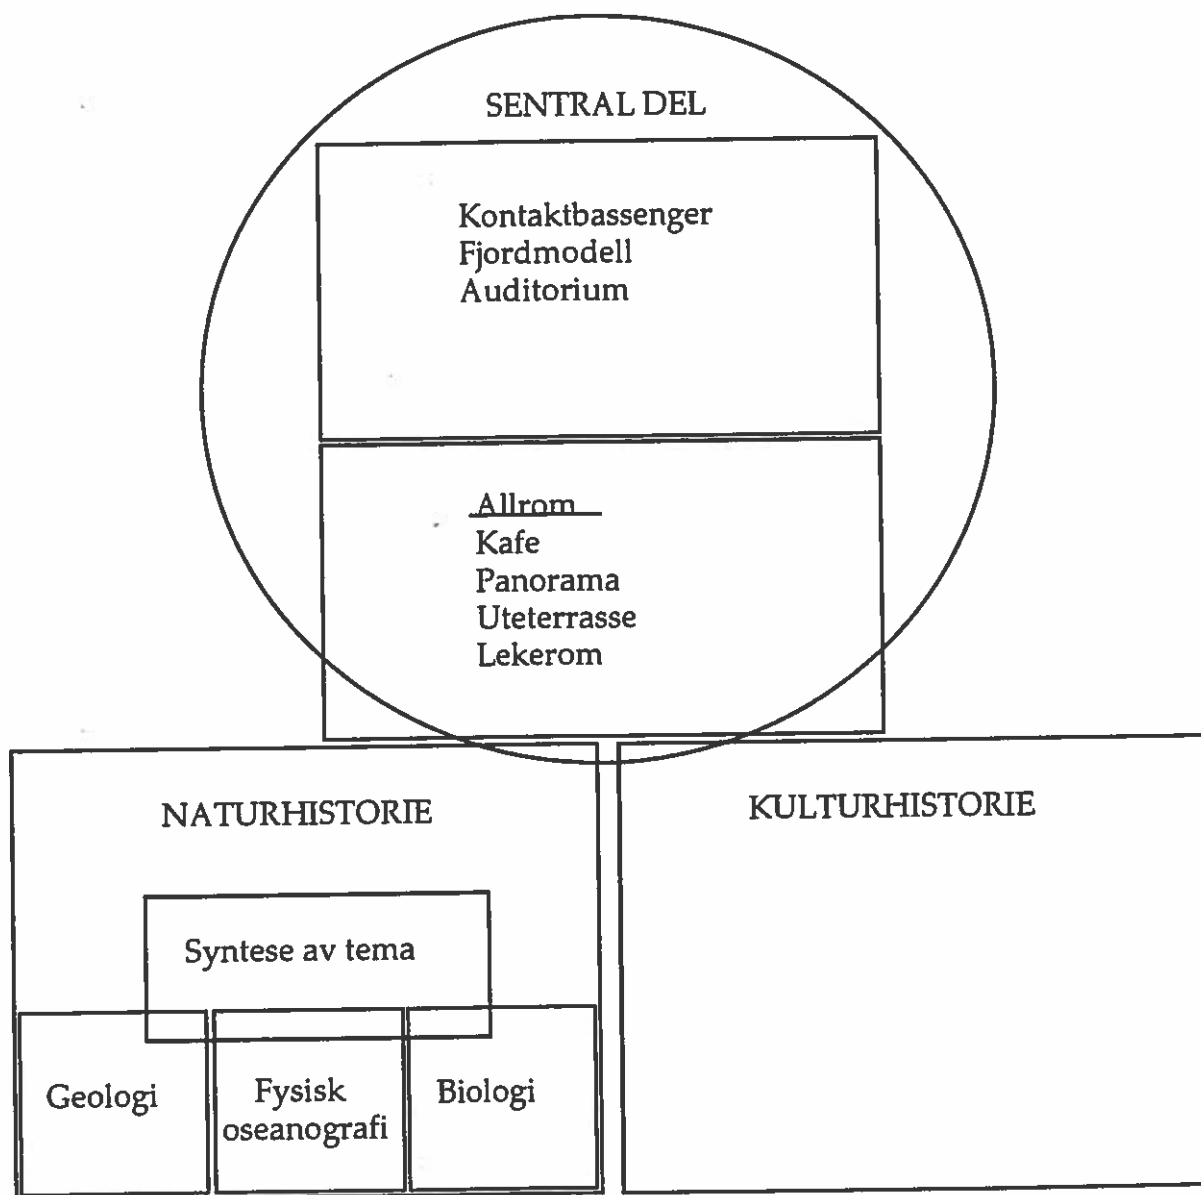 SENTRAL DEL
Kontaktbassenger
Fjordmodell
Auditorium
Allrom
Kafe
Panorama
Uteterrasse
Lekerom
NATURHISTORIE
KULTURHISTORIE
Syntese av tema
Geologi
Fysisk
oseanografi
Biologi